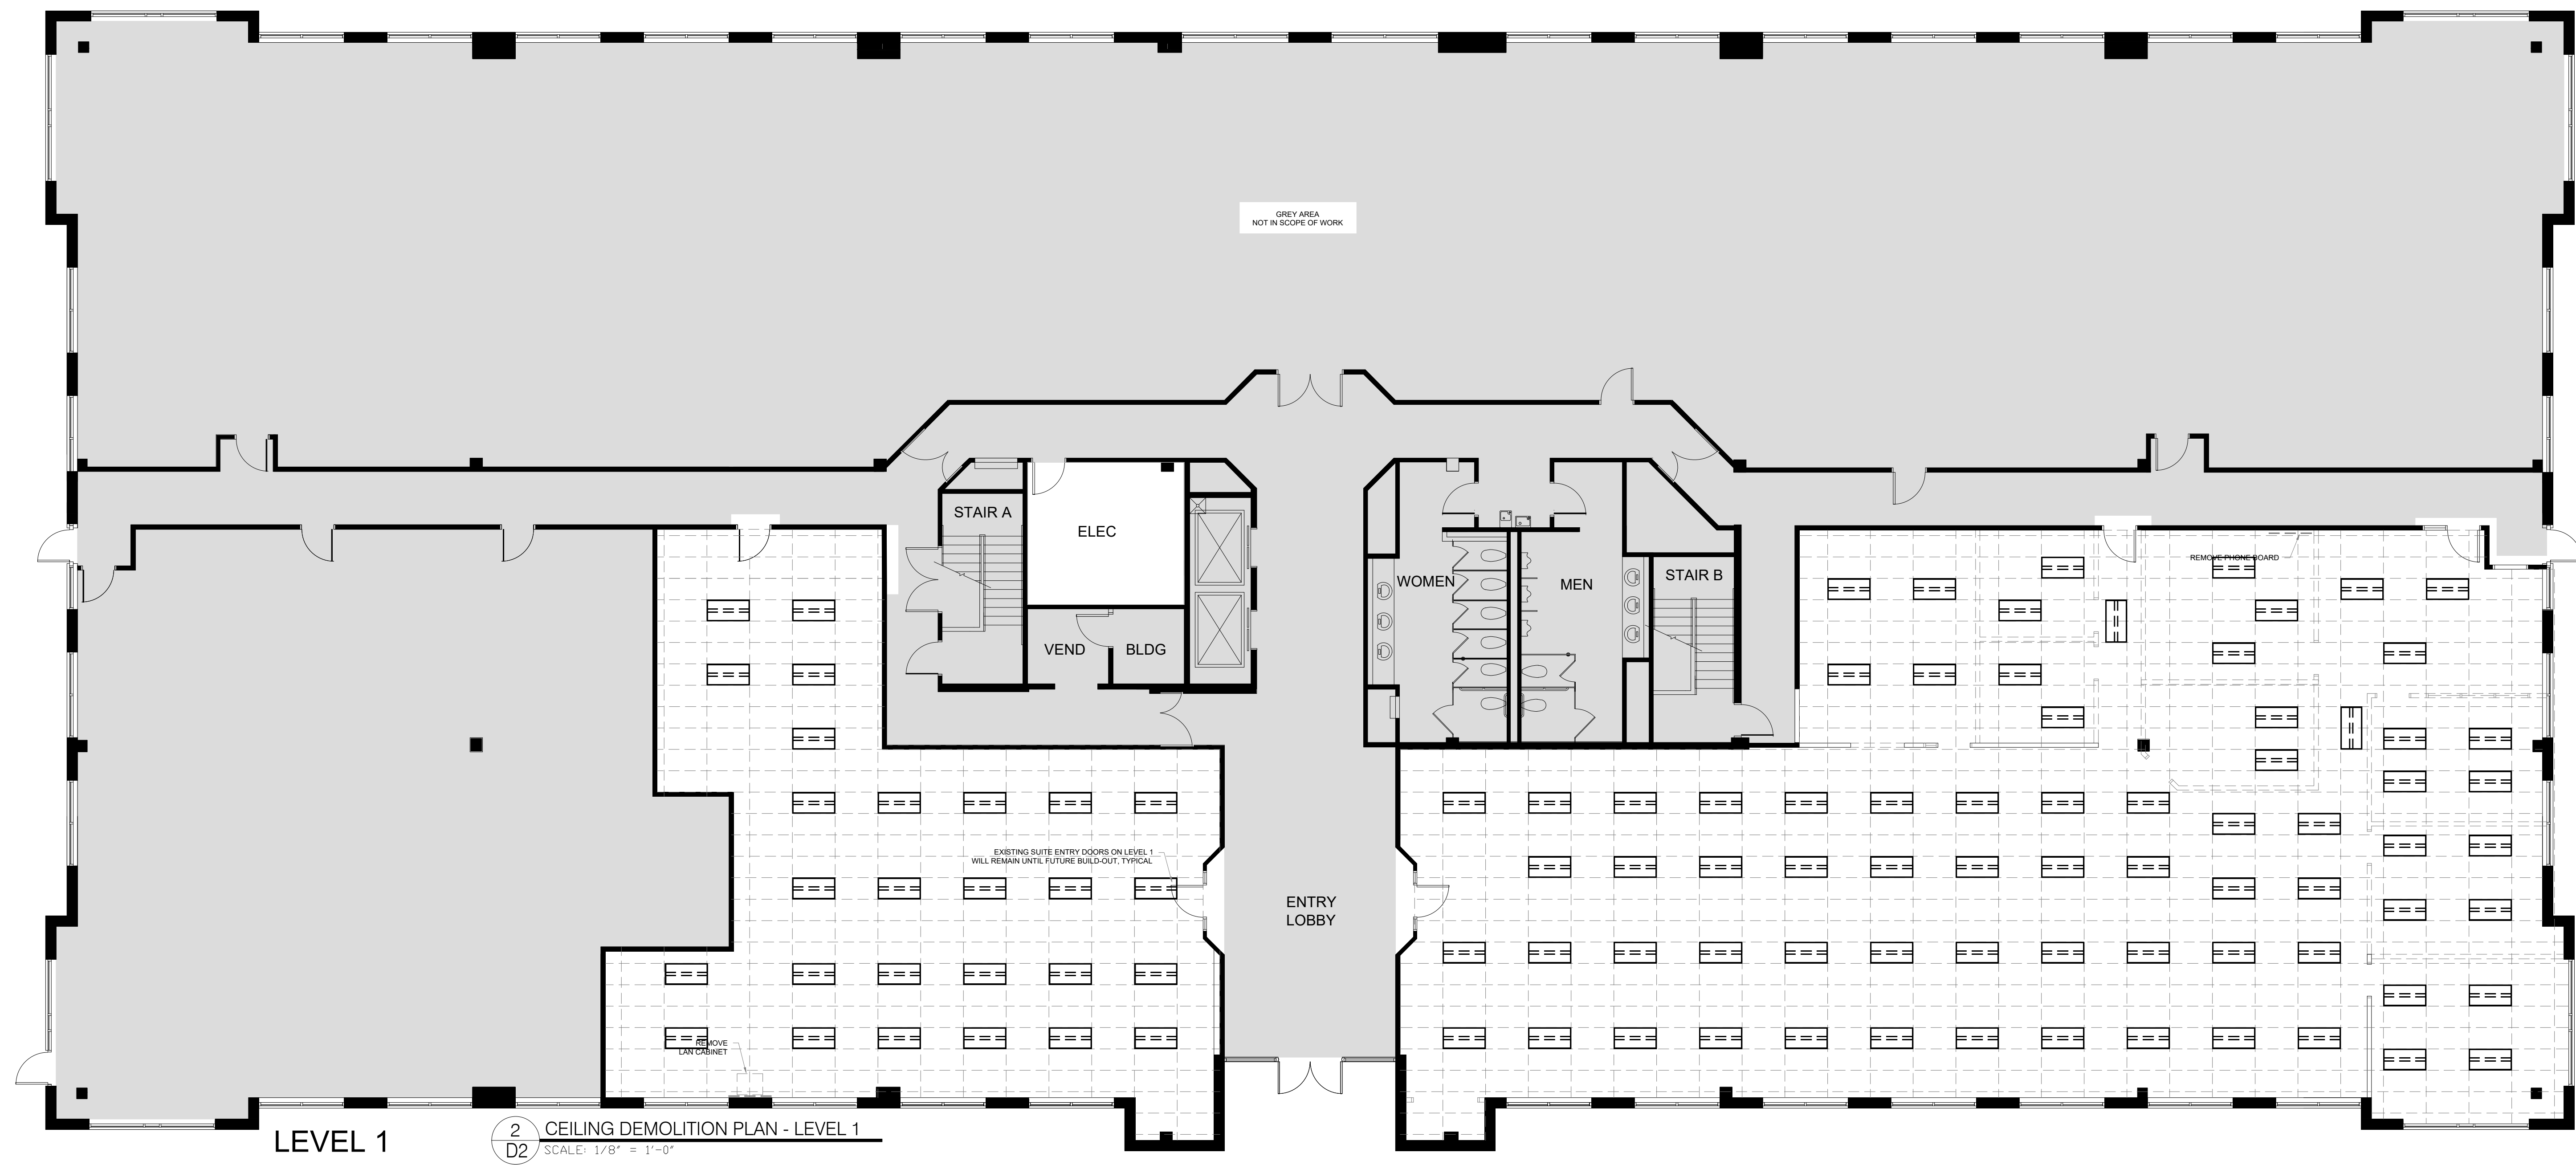 GREY AREA
NOT IN SCOPE OF WORK
STAIR A
ELEC
WOMEN
MEN
STAIR B
REMOVE PHONE BOARD
VEND
BLDG
EXISTING SUITE ENTRY DOORS ON LEVEL 1
WILL REMAIN UNTIL FUTURE BUILD-OUT, TYPICAL
ENTRY
LOBBY
REMOVE
LAN CABINET
LEVEL 1
2
D2
CEILING DEMOLITION PLAN - LEVEL 1
SCALE: 1/8" = 1'-0"